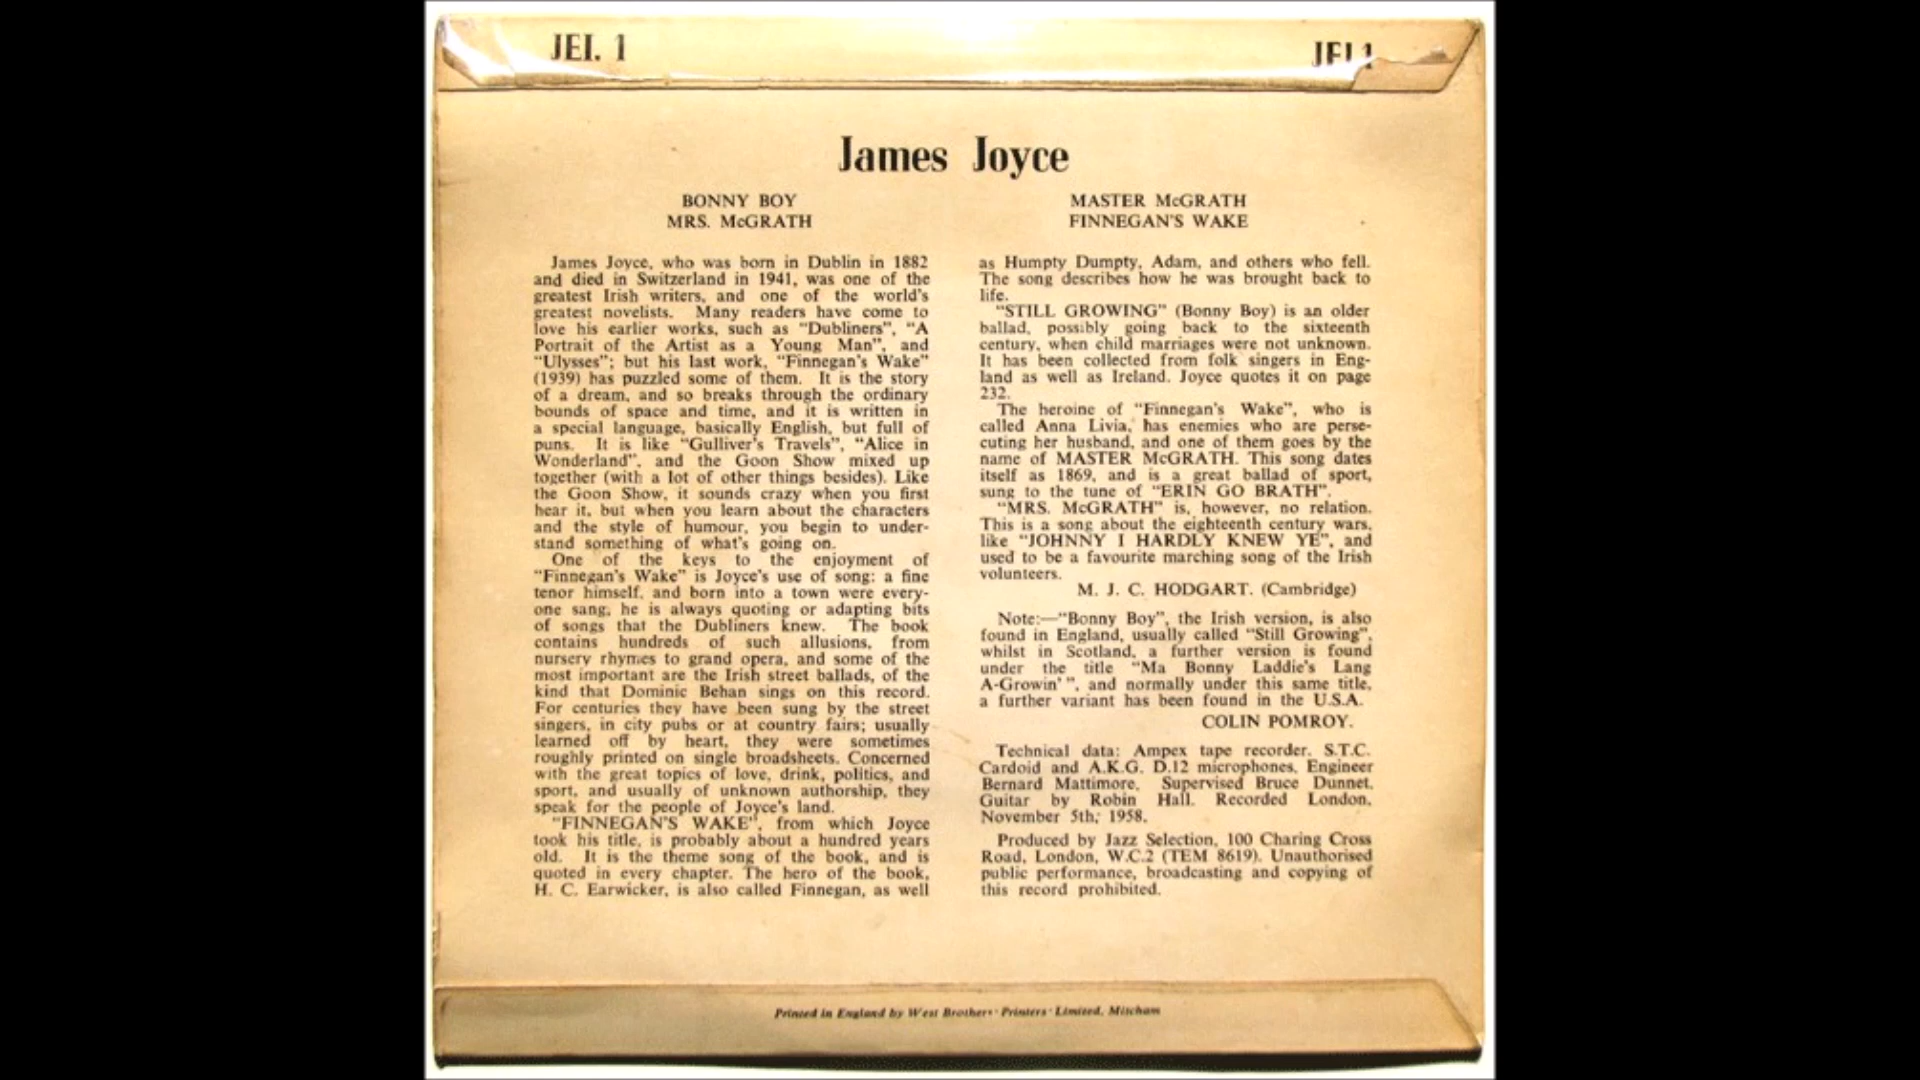 JEI. 1
JEI 1
James Joyce
BONNY BOY
MRS. McGRATH
MASTER McGRATH
FINNEGAN'S WAKE
James Joyce, who was born in Dublin in 1882
and died in Switzerland in 1941, was one of the
greatest Irish writers, and one of the world's
greatest novelists. Many readers have come to
love his earlier works, such as "Dubliners", "A
Portrait of the Artist as a Young Man", and
"Ulysses"; but his last work, "Finnegan's Wake"
(1939) has puzzled some of them. It is the story
of a dream, and so breaks through the ordinary
bounds of space and time, and it is written in
a special language, basically English, but full of
puns. It is like "Gulliver's Travels", "Alice in
Wonderland", and the Goon Show mixed up
together (with a lot of other things besides). Like
the Goon Show, it sounds crazy when you first
hear it, but when you learn about the characters
and the style of humour, you begin to under-
stand something of what's going on.
One of the keys to the enjoyment of
"Finnegan's Wake" is Joyce's use of song: a fine
tenor himself, and born into a town were every-
one sang, he is always quoting or adapting bits
of songs that the Dubliners knew. The book
contains hundreds of such allusions, from
nursery rhymes to grand opera, and some of the
most important are the Irish street ballads, of the
kind that Dominic Behan sings on this record.
For centuries they have been sung by the street
singers, in city pubs or at country fairs; usually
learned off by heart, they were sometimes
roughly printed on single broadsheets. Concerned
with the great topics of love, drink, politics, and
sport, and usually of unknown authorship, they
speak for the people of Joyce's land.
"FINNEGAN'S WAKE", from which Joyce
took his title, is probably about a hundred years
old. It is the theme song of the book, and is
quoted in every chapter. The hero of the book,
H. C. Earwicker, is also called Finnegan, as well
as Humpty Dumpty, Adam, and others who fell.
The song describes how he was brought back to
life.
"STILL GROWING" (Bonny Boy) is an older
ballad, possibly going back to the sixteenth
century, when child marriages were not unknown.
It has been collected from folk singers in Eng-
land as well as Ireland. Joyce quotes it on page
232.
The heroine of "Finnegan's Wake", who is
called Anna Livia, has enemies who are perse-
cuting her husband, and one of them goes by the
name of MASTER McGRATH. This song dates
itself as 1869, and is a great ballad of sport,
sung to the tune of "ERIN GO BRATH".
"MRS. McGRATH" is, however, no relation.
This is a song about the eighteenth century wars,
like "JOHNNY I HARDLY KNEW YE", and
used to be a favourite marching song of the Irish
volunteers.
M. J. C. HODGART. (Cambridge)
Note:—"Bonny Boy", the Irish version, is also
found in England, usually called "Still Growing",
whilst in Scotland, a further version is found
under the title "Ma Bonny Laddie's Lang
A-Growin'", and normally under this same title,
a further variant has been found in the U.S.A.
COLIN POMROY.
Technical data: Ampex tape recorder. S.T.C.
Cardoid and A.K.G. D.12 microphones. Engineer
Bernard Mattimore. Supervised Bruce Dunnet.
Guitar by Robin Hall. Recorded London,
November 5th; 1958.
Produced by Jazz Selection, 100 Charing Cross
Road, London, W.C.2 (TEM 8619). Unauthorised
public performance, broadcasting and copying of
this record prohibited.
Printed in England by West Brothers · Printers · Limited, Mitcham